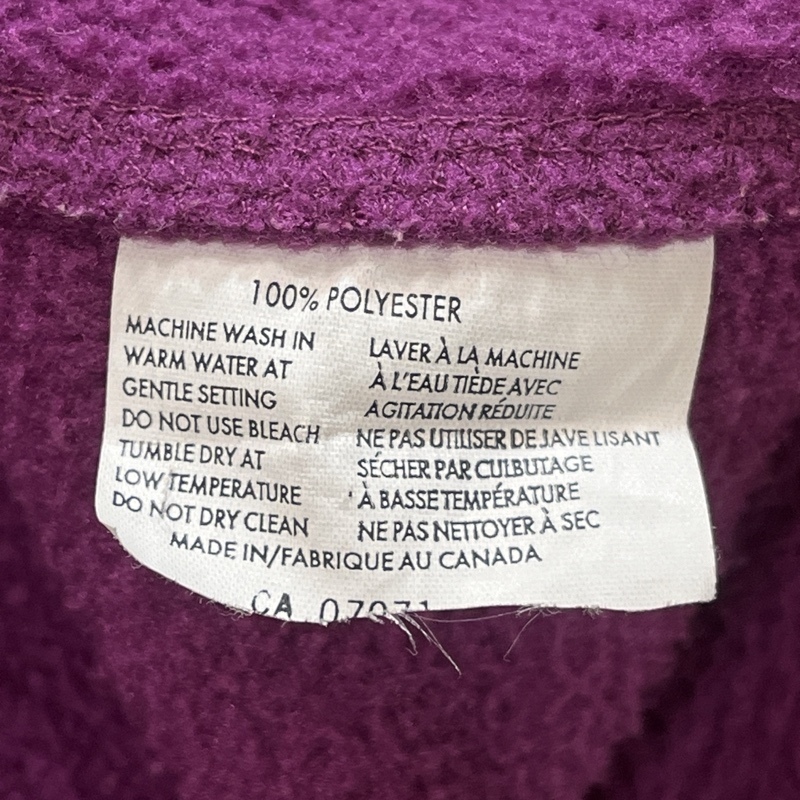 100% POLYESTER
MACHINE WASH IN
WARM WATER AT
GENTLE SETTING
DO NOT USE BLEACH
TUMBLE DRY AT
LOW TEMPERATURE
DO NOT DRY CLEAN
LAVER À LA MACHINE
À L'EAU TIÈDE AVEC
AGITATION RÉDUITE
NE PAS UTILISER DE JAVELISANT
SÉCHER PAR CULBUTAGE
À BASSE TEMPÉRATURE
NE PAS NETTOYER À SEC
MADE IN/FABRIQUE AU CANADA
CA